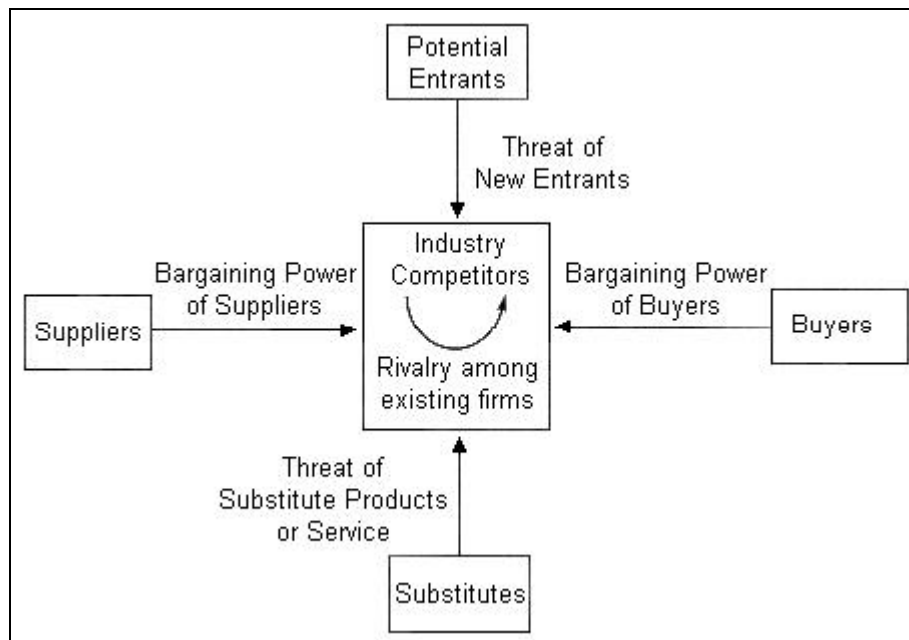 Potential
Entrants
Threat of
New Entrants
Industry
Competitors
Bargaining Power
of Suppliers
Bargaining Power
of Buyers
Suppliers
Buyers
Rivalry among
existing firms
Threat of
Substitute Products
or Service
Substitutes